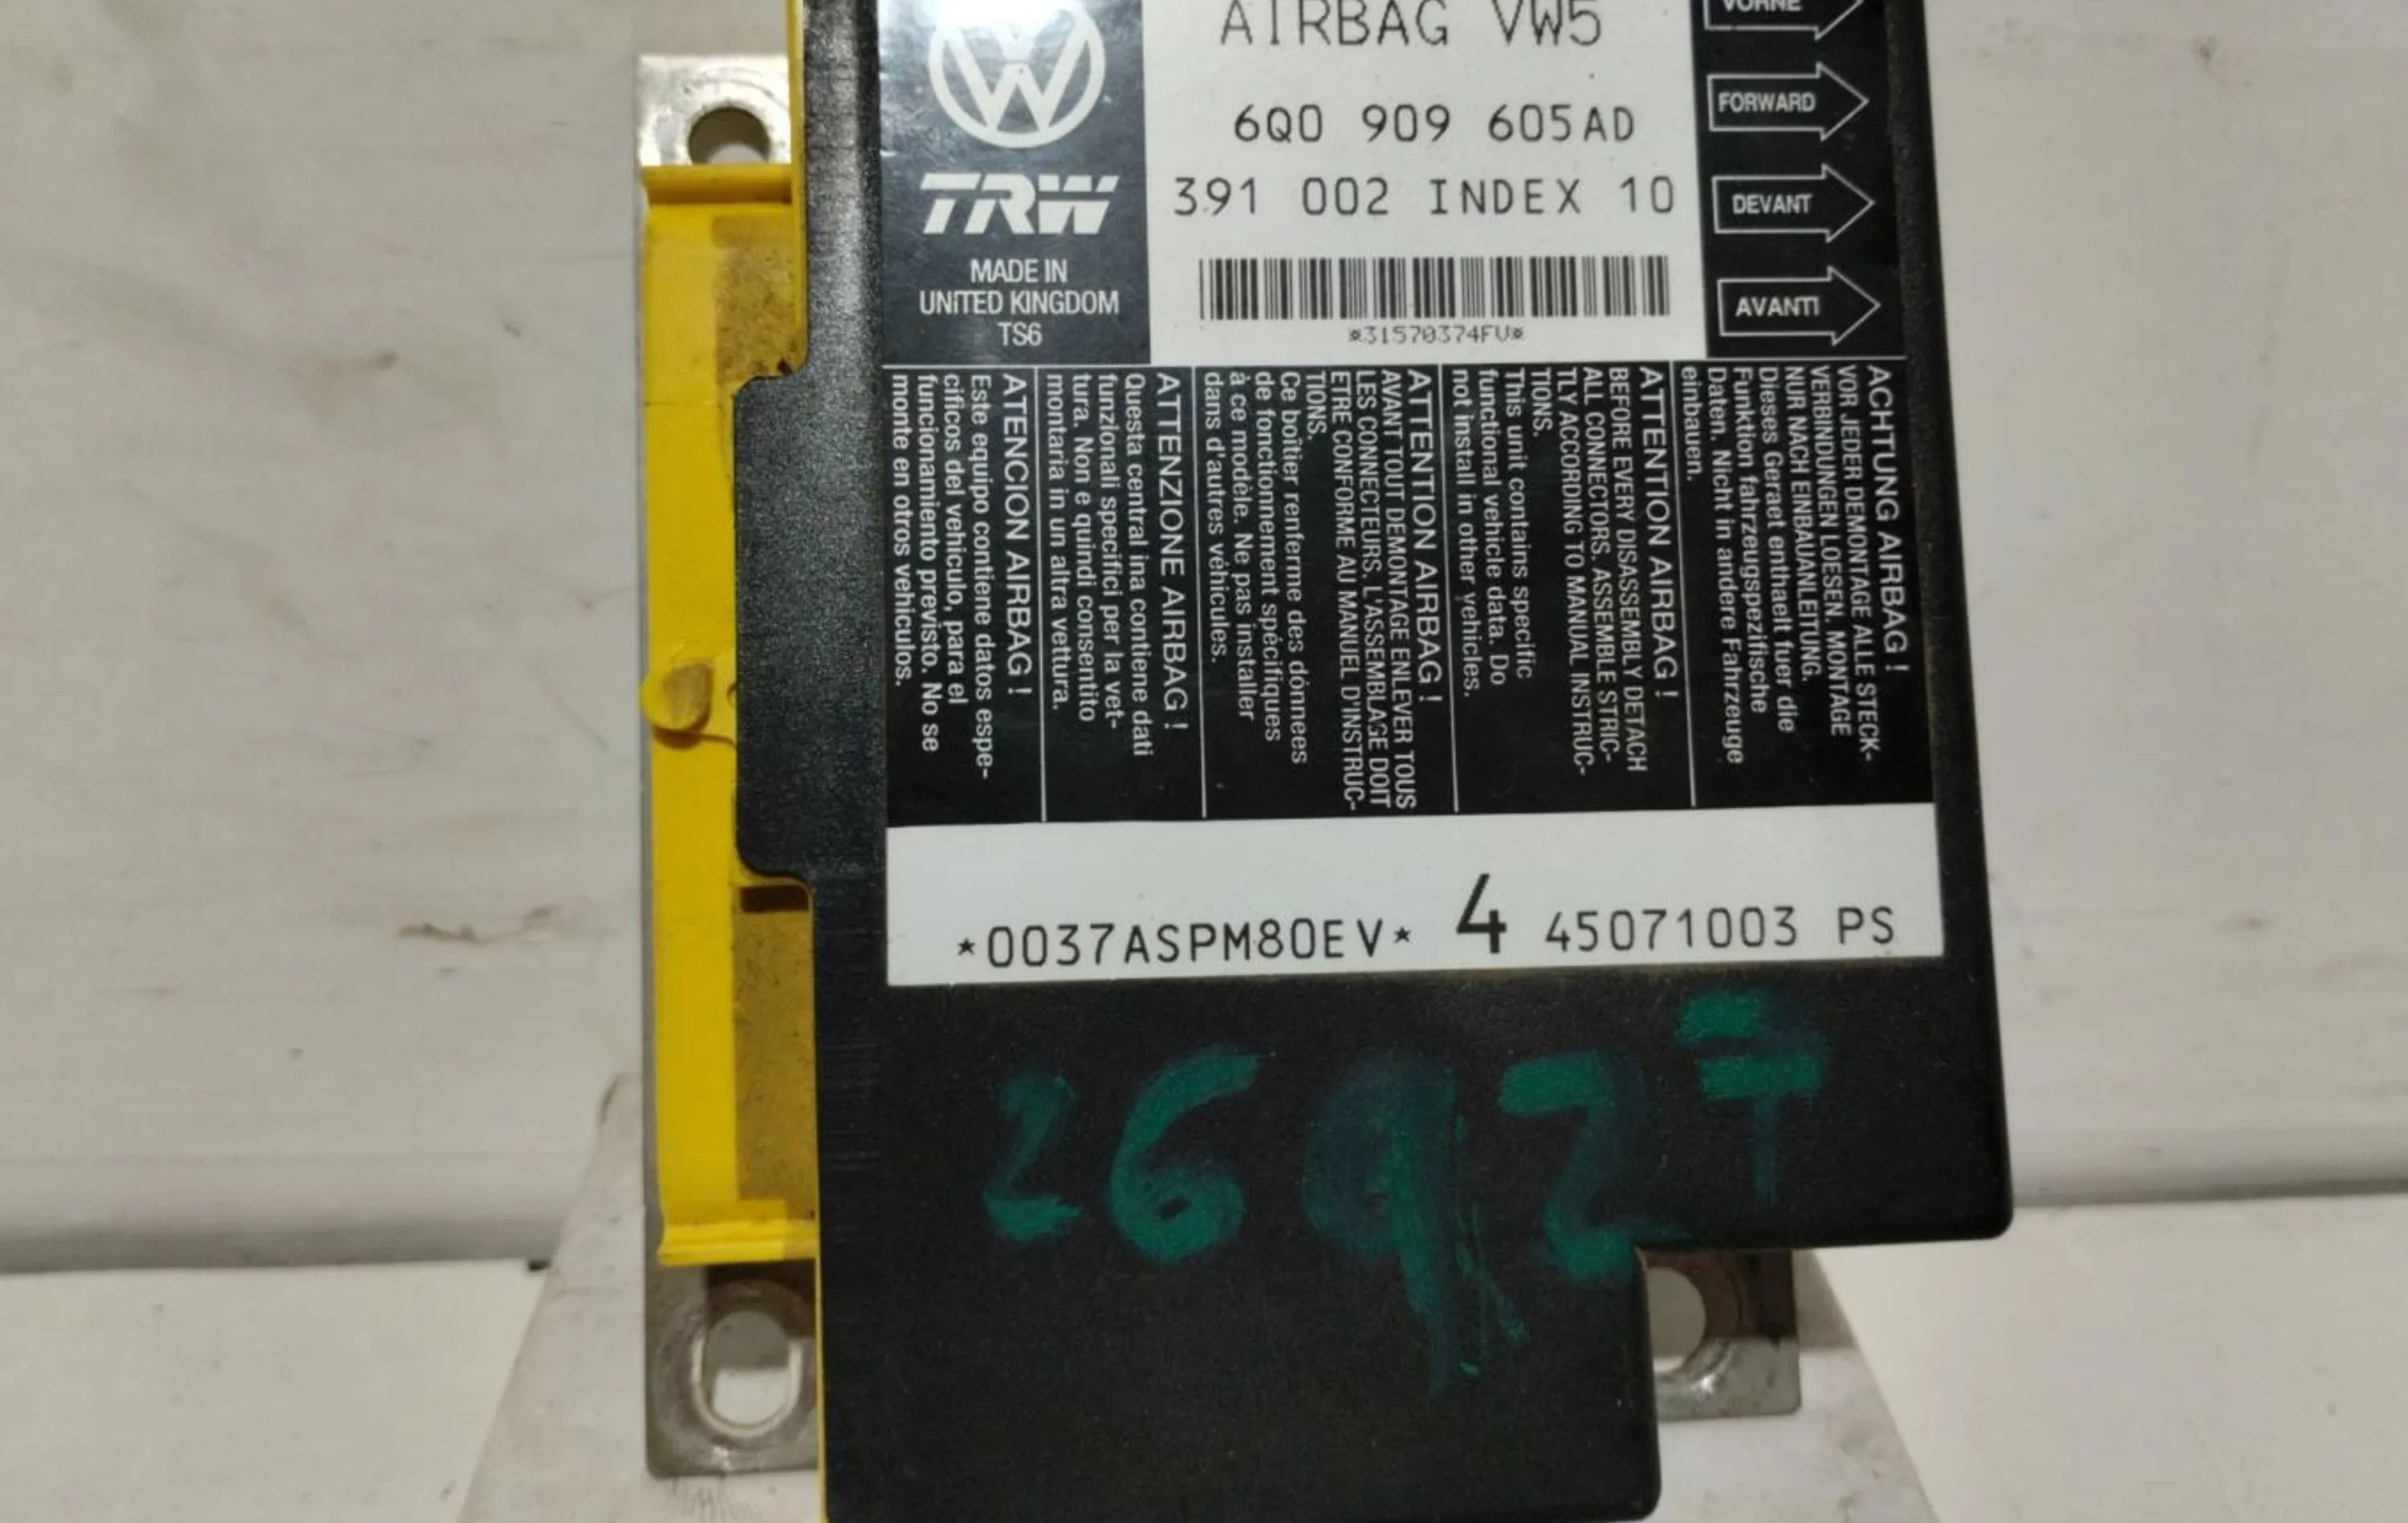 AIRBAG VW5
6Q0 909 605AD
391 002 INDEX 10
*31570374FV*
TRW
MADE IN
UNITED KINGDOM
TS6
VORNE
FORWARD
DEVANT
AVANTI
ACHTUNG AIRBAG !
VOR JEDER DEMONTAGE ALLE STECK-
VERBINDUNGEN LOESEN. MONTAGE
NUR NACH EINBAUANLEITUNG.
Dieses Geraet enthaelt fuer die
Funktion fahrzeugspezifische
Daten. Nicht in andere Fahrzeuge
einbauen.
ATTENTION AIRBAG !
BEFORE EVERY DISASSEMBLY DETACH
ALL CONNECTORS. ASSEMBLE STRIC-
TLY ACCORDING TO MANUAL INSTRUC-
TIONS.
This unit contains specific
functional vehicle data. Do
not install in other vehicles.
ATTENTION AIRBAG !
AVANT TOUT DEMONTAGE ENLEVER TOUS
LES CONNECTEURS. L'ASSEMBLAGE DOIT
ETRE CONFORME AU MANUEL D'INSTRUC-
TIONS.
Ce boîtier renferme des dónnées
de fonctionnement spécifiques
à ce modèle. Ne pas installer
dans d'autres véhicules.
ATTENZIONE AIRBAG !
Questa central ina contiene dati
funzionali specifici per la vet-
tura. Non e quindi consentito
montaria in un altra vettura.
ATENCION AIRBAG !
Este equipo contiene datos espe-
cificos del vehiculo, para el
funcionamiento previsto. No se
monte en otros vehiculos.
*0037ASPM80EV* 4 45071003 PS